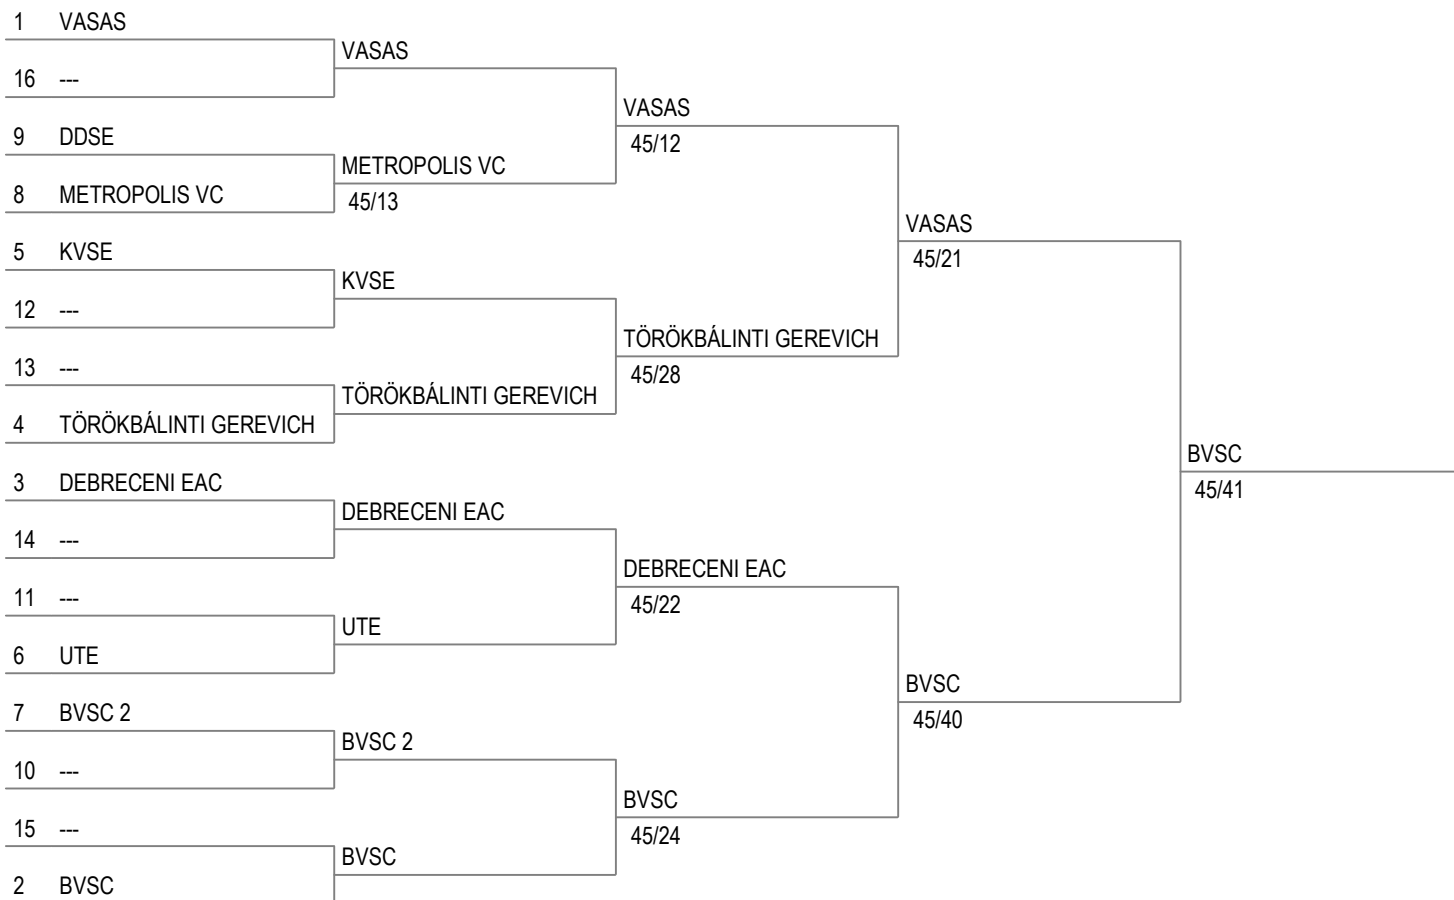 1 VASAS
16 ---
9 DDSE
8 METROPOLIS VC
5 KVSE
12 ---
13 ---
4 TÖRÖKBÁLINTI GEREVICH
3 DEBRECENI EAC
14 ---
11 ---
6 UTE
7 BVSC 2
10 ---
15 ---
2 BVSC
VASAS
METROPOLIS VC
45/13
KVSE
TÖRÖKBÁLINTI GEREVICH
DEBRECENI EAC
UTE
BVSC 2
BVSC
VASAS
45/12
TÖRÖKBÁLINTI GEREVICH
45/28
DEBRECENI EAC
45/22
BVSC
45/24
VASAS
45/21
BVSC
45/40
BVSC
45/41